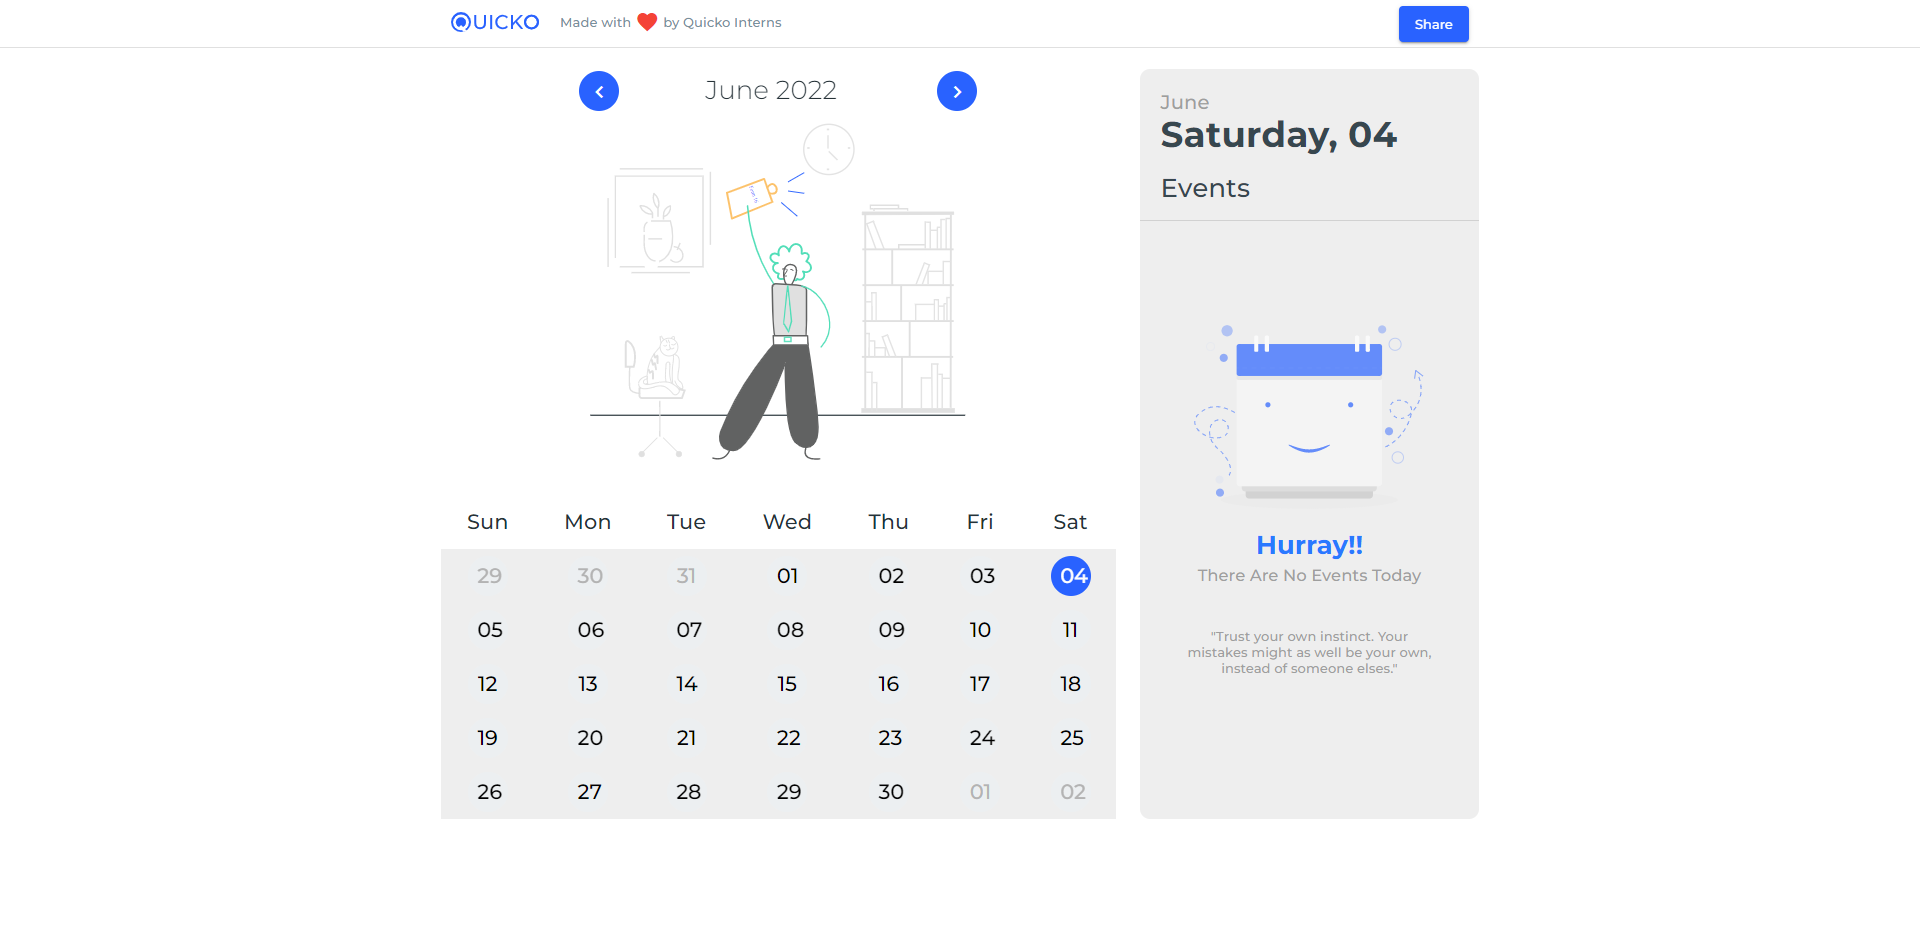 QUICKO Made with ❤ by Quicko Interns Share
June 2022
Sun Mon Tue Wed Thu Fri Sat
29 30 31 01 02 03 04
05 06 07 08 09 10 11
12 13 14 15 16 17 18
19 20 21 22 23 24 25
26 27 28 29 30 01 02
June
Saturday, 04
Events
Hurray!!
There Are No Events Today
"Trust your own instinct. Your
mistakes might as well be your own,
instead of someone elses."